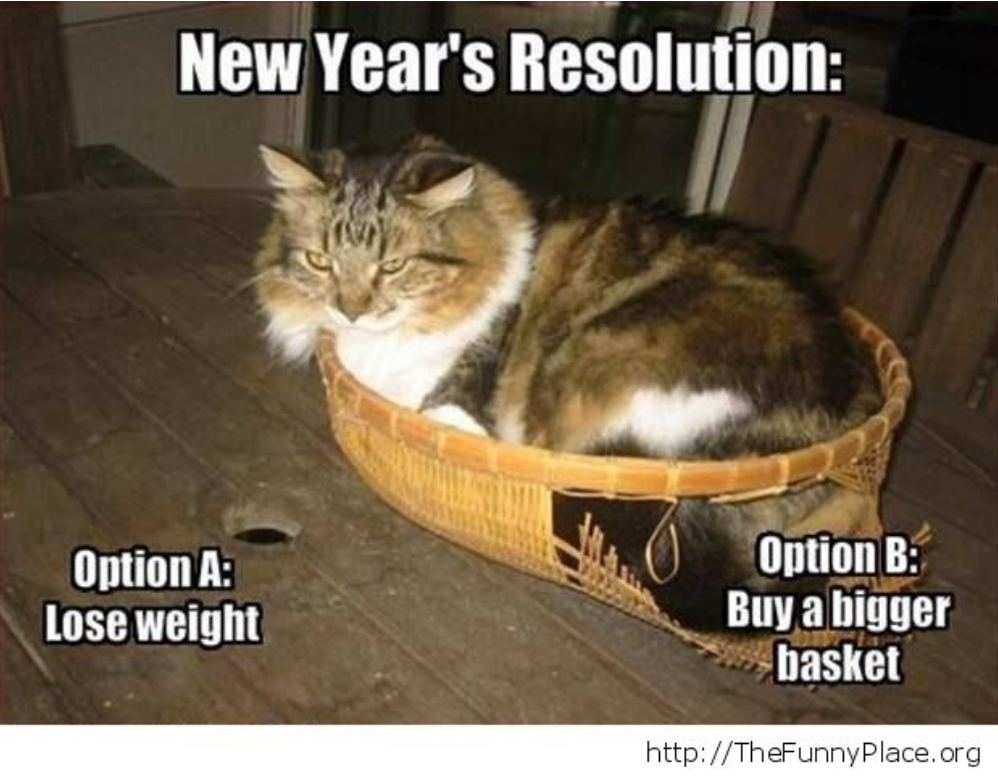 New Year's Resolution:
Option A:
Lose weight
Option B:
Buy a bigger
basket
http://TheFunnyPlace.org